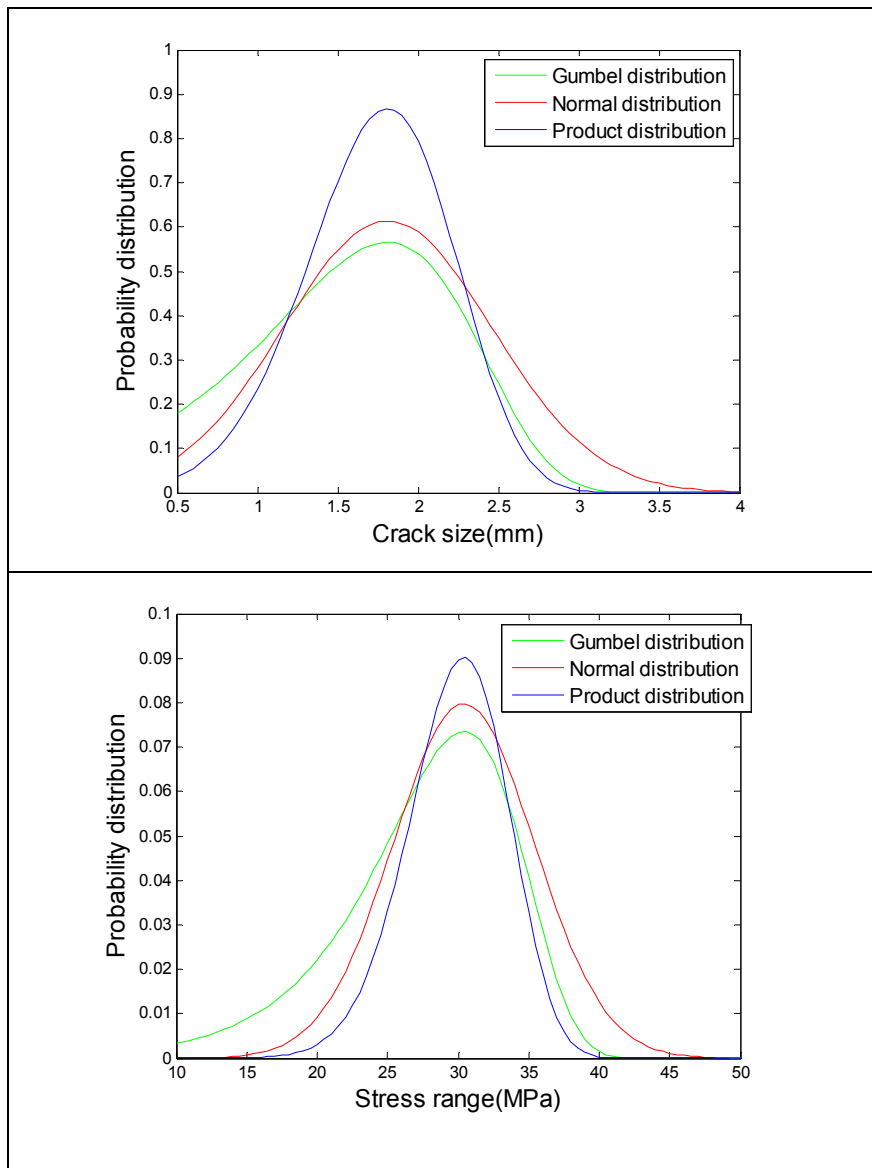 1
0.9
0.8
0.7
0.6
0.5
0.4
0.3
0.2
0.1
0
Probability distribution
Gumbel distribution
Normal distribution
Product distribution
0.5 1 1.5 2 2.5 3 3.5 4
Crack size(mm)
0.1
0.09
0.08
0.07
0.06
0.05
0.04
0.03
0.02
0.01
0
Probability distribution
Gumbel distribution
Normal distribution
Product distribution
10 15 20 25 30 35 40 45 50
Stress range(MPa)